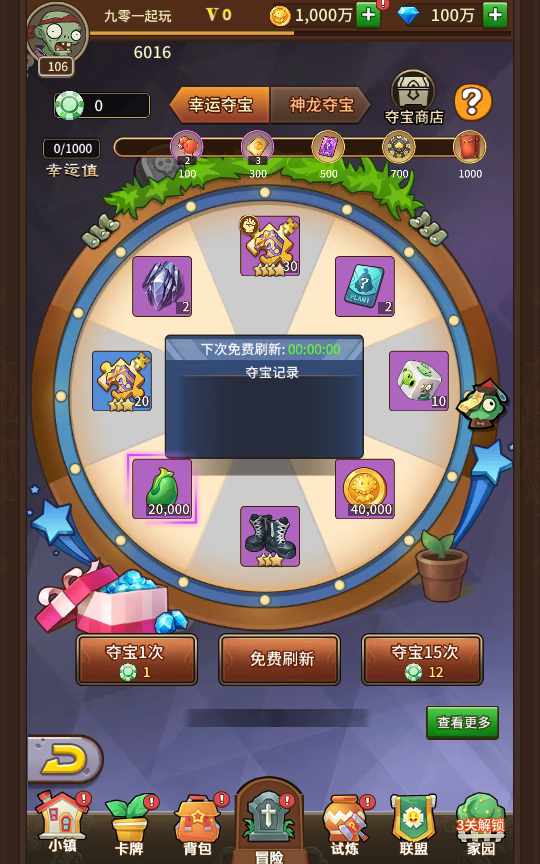 九零一起玩 V 0 1,000万 100万
106
6016
0
幸运夺宝 神龙夺宝
夺宝商店
?
0/1000
幸运值
2 3
100 300 500 700 1000
30
2
2
PLANT
下次免费刷新:00:00:00
夺宝记录
20
10
20,000
40,000
夺宝1次
1
免费刷新
夺宝15次
12
查看更多
3关解锁
小镇 卡牌 背包 冒险 试炼 联盟 家园